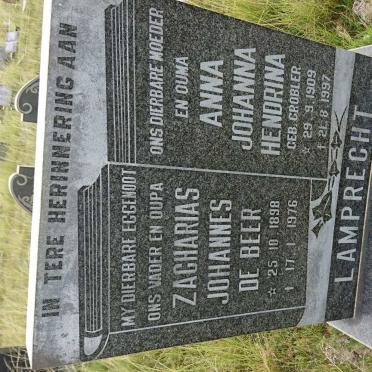 IN TERE HERINNERING AAN
MY DIERBARE EGGENOOT
ONS VADER EN OUPA
ZACHARIAS
JOHANNES
DE BEER
☆ 25·10·1898
† 17·1·1976
ONS DIERBARE MOEDER
EN OUMA
ANNA
JOHANNA
HENDRINA
GEB. GROBLER
☆ 29·9·1909
† 21·8·1997
LAMPRECHT